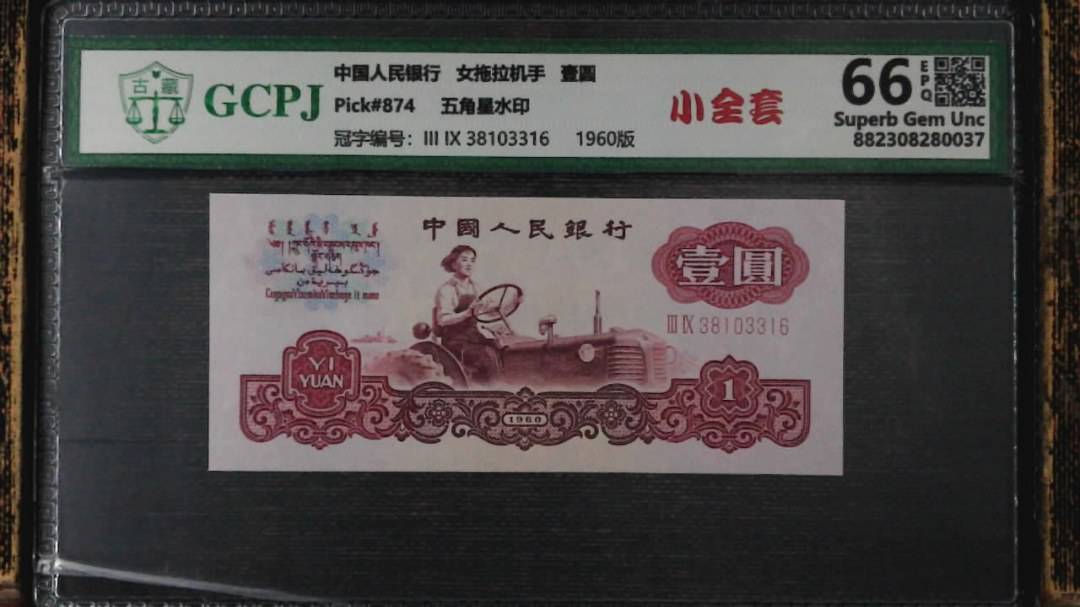 古藏
GCPJ
中国人民银行 女拖拉机手 壹圆
Pick#874 五角星水印
冠字编号: III IX 38103316 1960版
小全套
66 EPQ
Superb Gem Unc
882308280037
中國人民銀行
壹圓
III IX 38103316
YI
YUAN
1
1960